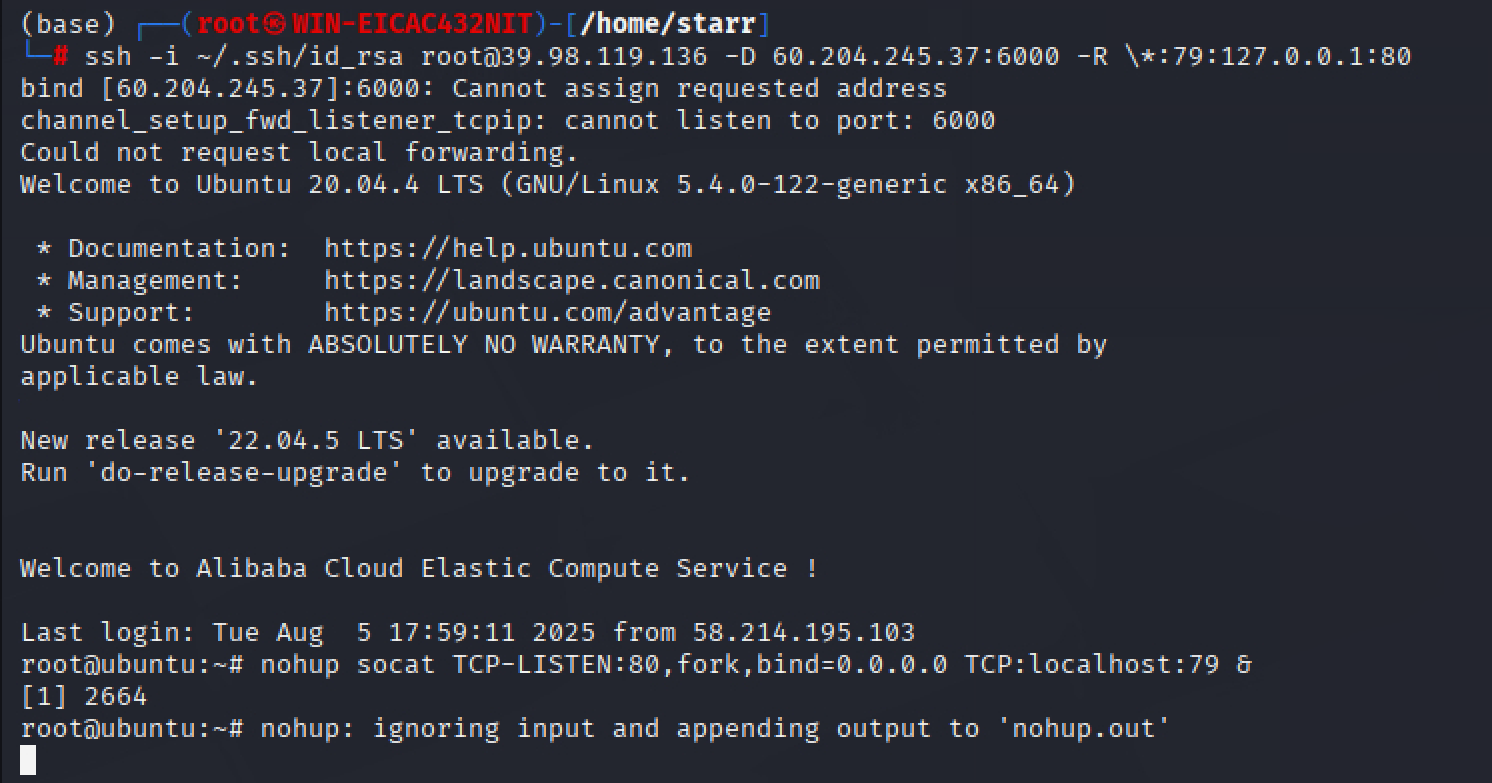 (base) ┌──(root㉿WIN-EICAC432NIT)-[/home/starr]
└─# ssh -i ~/.ssh/id_rsa root@39.98.119.136 -D 60.204.245.37:6000 -R \*:79:127.0.0.1:80
bind [60.204.245.37]:6000: Cannot assign requested address
channel_setup_fwd_listener_tcpip: cannot listen to port: 6000
Could not request local forwarding.
Welcome to Ubuntu 20.04.4 LTS (GNU/Linux 5.4.0-122-generic x86_64)

 * Documentation:  https://help.ubuntu.com
 * Management:     https://landscape.canonical.com
 * Support:        https://ubuntu.com/advantage
Ubuntu comes with ABSOLUTELY NO WARRANTY, to the extent permitted by
applicable law.

New release '22.04.5 LTS' available.
Run 'do-release-upgrade' to upgrade to it.


Welcome to Alibaba Cloud Elastic Compute Service !

Last login: Tue Aug  5 17:59:11 2025 from 58.214.195.103
root@ubuntu:~# nohup socat TCP-LISTEN:80,fork,bind=0.0.0.0 TCP:localhost:79 &
[1] 2664
root@ubuntu:~# nohup: ignoring input and appending output to 'nohup.out'